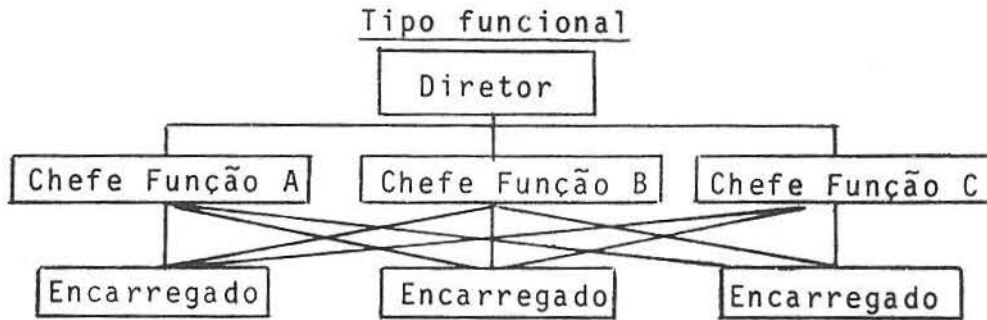 Tipo funcional
Diretor
Chefe Função A Chefe Função B Chefe Função C
Encarregado Encarregado Encarregado